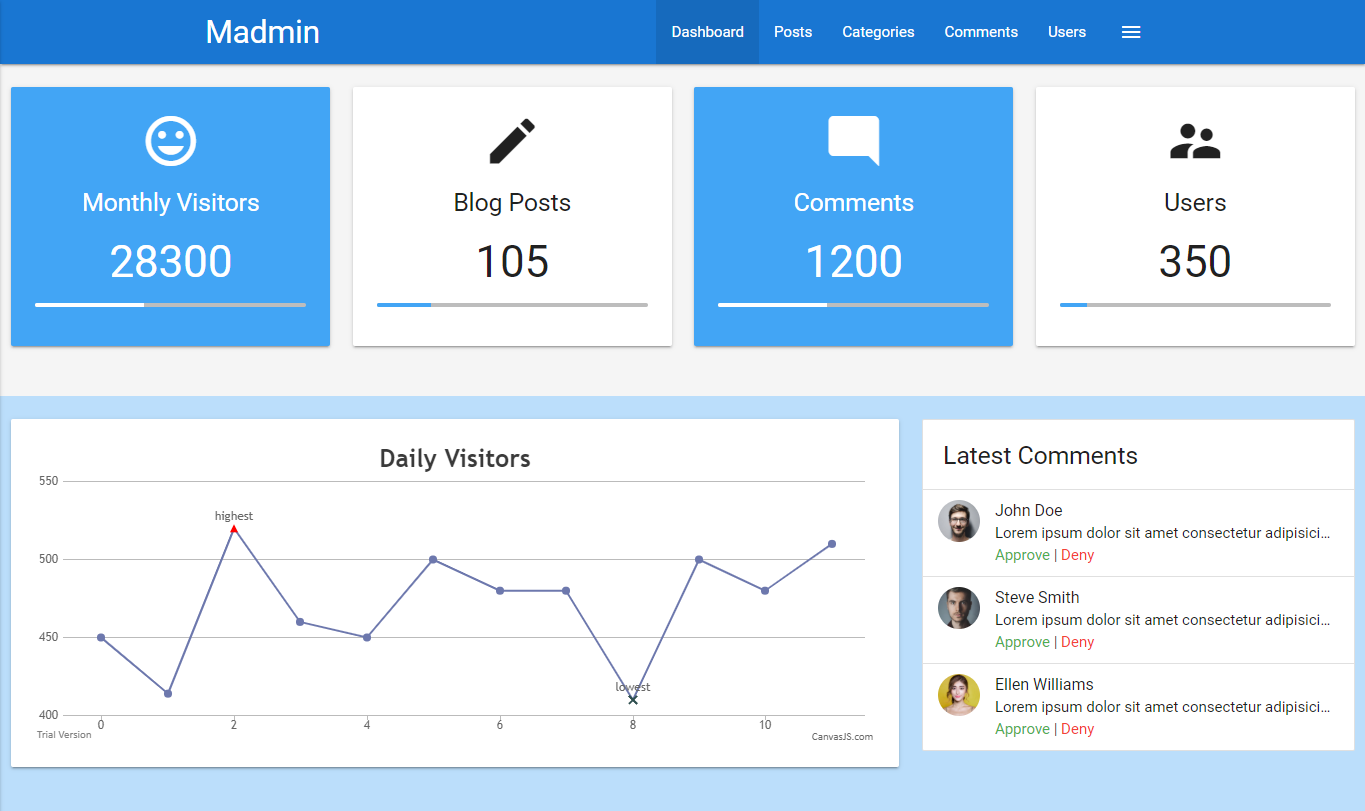 Madmin
Dashboard Posts Categories Comments Users
Monthly Visitors
28300
Blog Posts
105
Comments
1200
Users
350
Daily Visitors
550
500
450
400
highest
lowest
0 2 4 6 8 10
Trial Version
CanvasJS.com
Latest Comments
John Doe
Lorem ipsum dolor sit amet consectetur adipisici...
Approve | Deny
Steve Smith
Lorem ipsum dolor sit amet consectetur adipisici...
Approve | Deny
Ellen Williams
Lorem ipsum dolor sit amet consectetur adipisici...
Approve | Deny